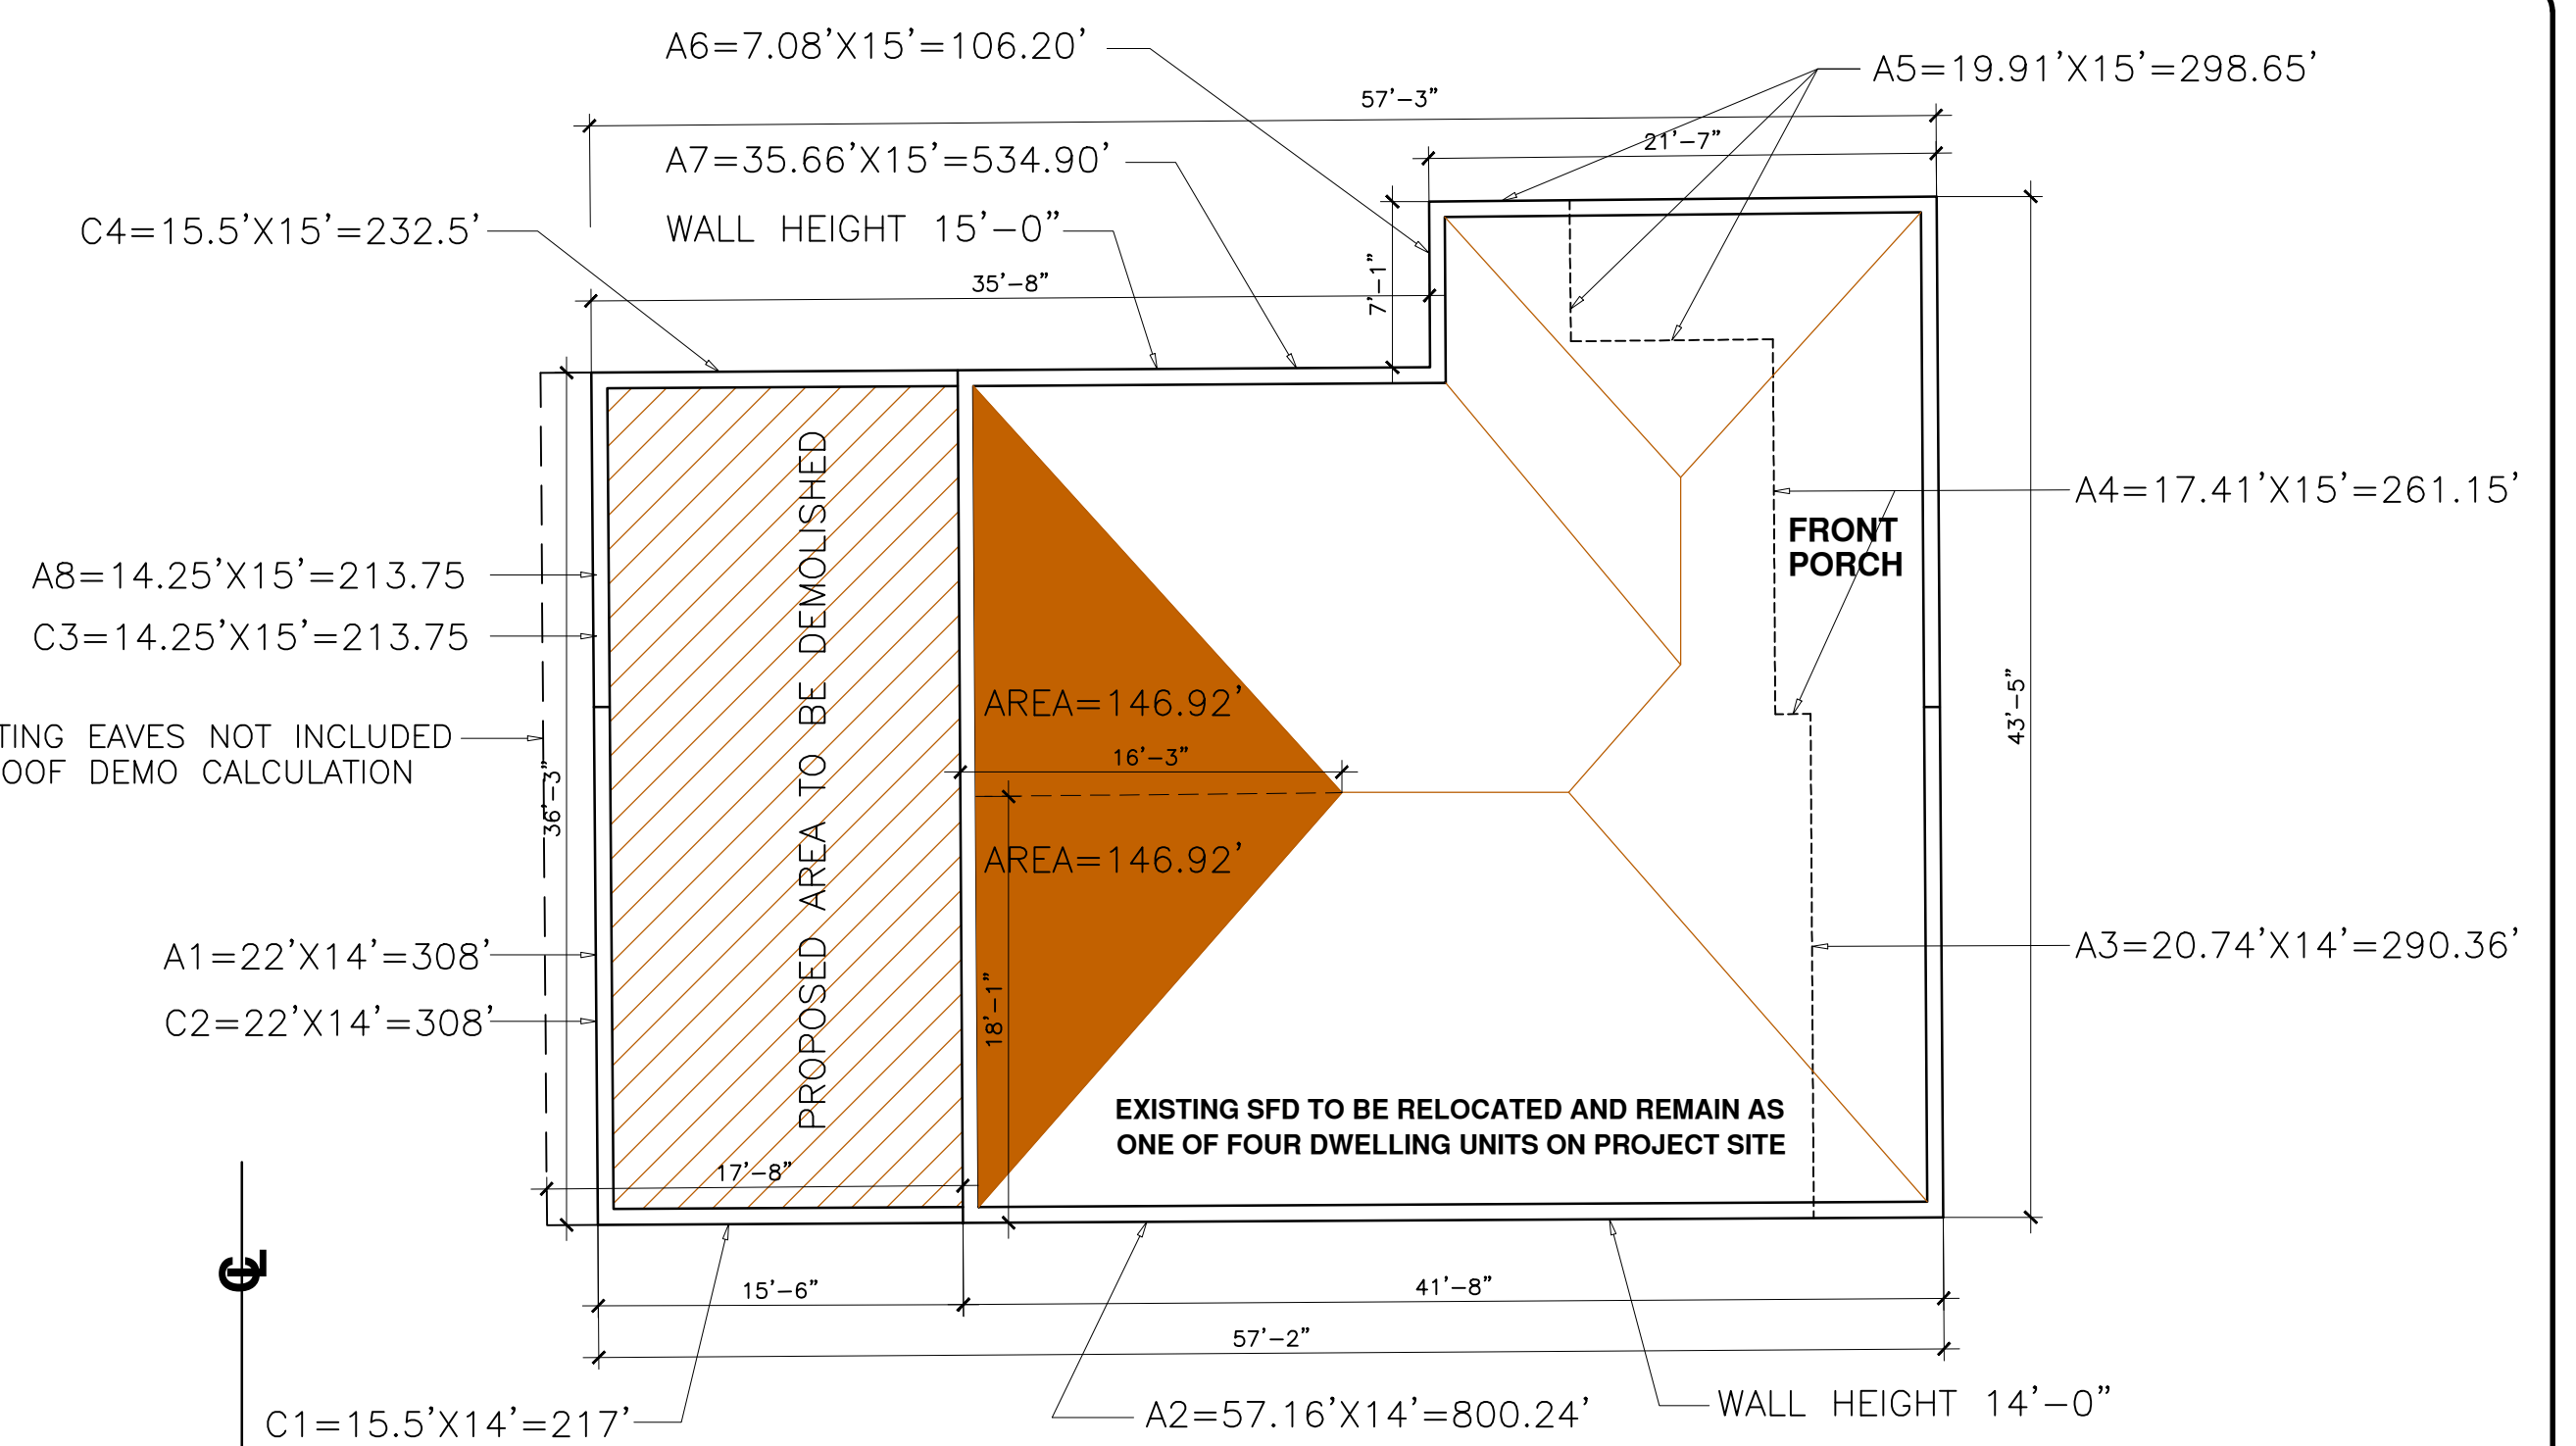 A6=7.08'X15'=106.20'
A5=19.91'X15'=298.65'
57'-3"
21'-7"
A7=35.66'X15'=534.90'
C4=15.5'X15'=232.5'
WALL HEIGHT 15'-0"
35'-8"
7'-1"
A4=17.41'X15'=261.15'
FRONT
PORCH
A8=14.25'X15'=213.75
C3=14.25'X15'=213.75
PROPOSED AREA TO BE DEMOLISHED
AREA=146.92'
43'-5"
EAVES NOT INCLUDED
DEMO CALCULATION
36'-3"
16'-3"
AREA=146.92'
A1=22'X14'=308'
C2=22'X14'=308'
18'-1"
A3=20.74'X14'=290.36'
EXISTING SFD TO BE RELOCATED AND REMAIN AS
ONE OF FOUR DWELLING UNITS ON PROJECT SITE
17'-8"
CL
15'-6"
41'-8"
57'-2"
C1=15.5'X14'=217'
A2=57.16'X14'=800.24'
WALL HEIGHT 14'-0"